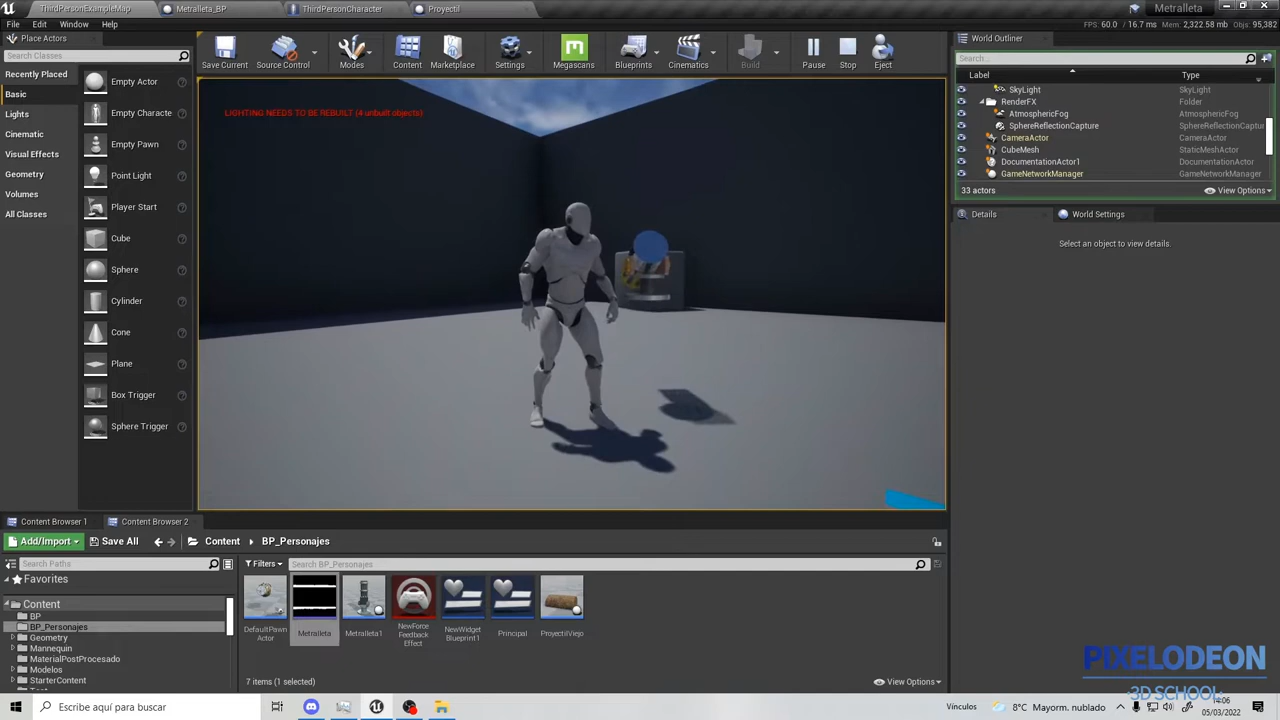 ThirdPersonExampleMap
Metralleta_BP
ThirdPersonCharacter
Proyectil
Metralleta
File Edit Window Help
FPS: 60.0 / 16.7 ms Mem: 2,322.58 mb Objs: 95,382
Place Actors
Search Classes
Recently Placed
Basic
Lights
Cinematic
Visual Effects
Geometry
Volumes
All Classes
Empty Actor
Empty Characte
Empty Pawn
Point Light
Player Start
Cube
Sphere
Cylinder
Cone
Plane
Box Trigger
Sphere Trigger
Save Current
Source Control
Modes
Content
Marketplace
Settings
Megascans
Blueprints
Cinematics
Build
Pause
Stop
Eject
LIGHTING NEEDS TO BE REBUILT (4 unbuilt objects)
World Outliner
Search...
Label Type
SkyLight SkyLight
RenderFX Folder
AtmosphericFog AtmosphericFog
SphereReflectionCapture SphereReflectionCaptur
CameraActor CameraActor
CubeMesh StaticMeshActor
DocumentationActor1 DocumentationActor
GameNetworkManager GameNetworkManager
33 actors View Options
Details World Settings
Select an object to view details.
Content Browser 1 Content Browser 2
Add/Import Save All Content BP_Personajes
Search Paths
Filters Search BP_Personajes
Favorites
Content
BP
BP_Personajes
Geometry
Mannequin
MaterialPostProcesado
Modelos
StarterContent
DefaultPawn
Actor
Metralleta
Metralleta1
NewForce
Feedback
Effect
NewWidget
Blueprint1
Principal
ProyectilViejo
7 items (1 selected) View Options
PIXELODEON
3D SCHOOL
Escribe aquí para buscar
Vínculos 8°C Mayorm. nublado 14:06
05/03/2022